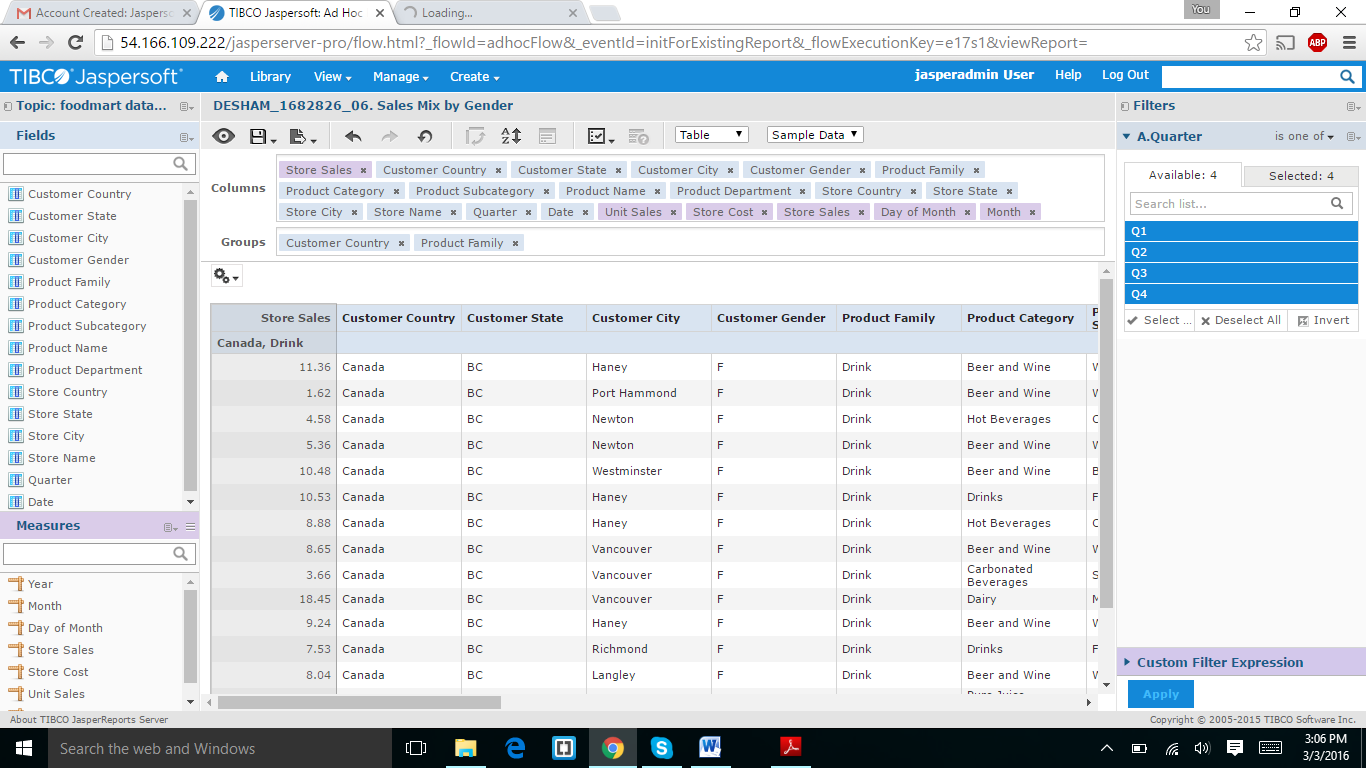 Account Created: Jasperso
TIBCO Jaspersoft: Ad Hoc
Loading...
You
54.166.109.222/jasperserver-pro/flow.html?_flowId=adhocFlow&_eventId=initForExistingReport&_flowExecutionKey=e17s1&viewReport=
ABP
TIBCO Jaspersoft
Library View Manage Create
jasperadmin User Help Log Out
Topic: foodmart data...
DESHAM_1682826_06. Sales Mix by Gender
Filters
Fields
Table Sample Data
A.Quarter is one of
Columns
Store Sales × Customer Country × Customer State × Customer City × Customer Gender × Product Family ×
Product Category × Product Subcategory × Product Name × Product Department × Store Country × Store State ×
Store City × Store Name × Quarter × Date × Unit Sales × Store Cost × Store Sales × Day of Month × Month ×
Groups
Customer Country × Product Family ×
Available: 4 Selected: 4
Search list...
Q1
Q2
Q3
Q4
Select ... Deselect All Invert
Customer Country
Customer State
Customer City
Customer Gender
Product Family
Product Category
Product Subcategory
Product Name
Product Department
Store Country
Store State
Store City
Store Name
Quarter
Date
Measures
Year
Month
Day of Month
Store Sales
Store Cost
Unit Sales
Store Sales Customer Country Customer State Customer City Customer Gender Product Family Product Category
Canada, Drink
11.36 Canada BC Haney F Drink Beer and Wine
1.62 Canada BC Port Hammond F Drink Beer and Wine
4.58 Canada BC Newton F Drink Hot Beverages
5.36 Canada BC Newton F Drink Beer and Wine
10.48 Canada BC Westminster F Drink Beer and Wine
10.53 Canada BC Haney F Drink Drinks
8.88 Canada BC Haney F Drink Hot Beverages
8.65 Canada BC Vancouver F Drink Beer and Wine
3.66 Canada BC Vancouver F Drink Carbonated
Beverages
18.45 Canada BC Vancouver F Drink Dairy
9.24 Canada BC Haney F Drink Beer and Wine
7.53 Canada BC Richmond F Drink Drinks
8.04 Canada BC Langley F Drink Beer and Wine
Custom Filter Expression
Apply
About TIBCO JasperReports Server
Copyright © 2005-2015 TIBCO Software Inc.
Search the web and Windows
3:06 PM
3/3/2016